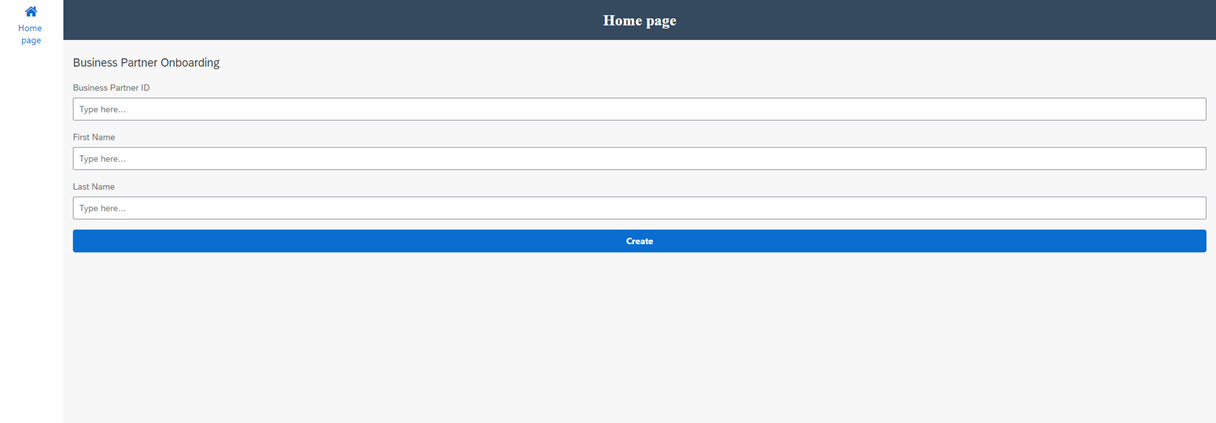 Home
page
Home page
Business Partner Onboarding
Business Partner ID
Type here...
First Name
Type here...
Last Name
Type here...
Create